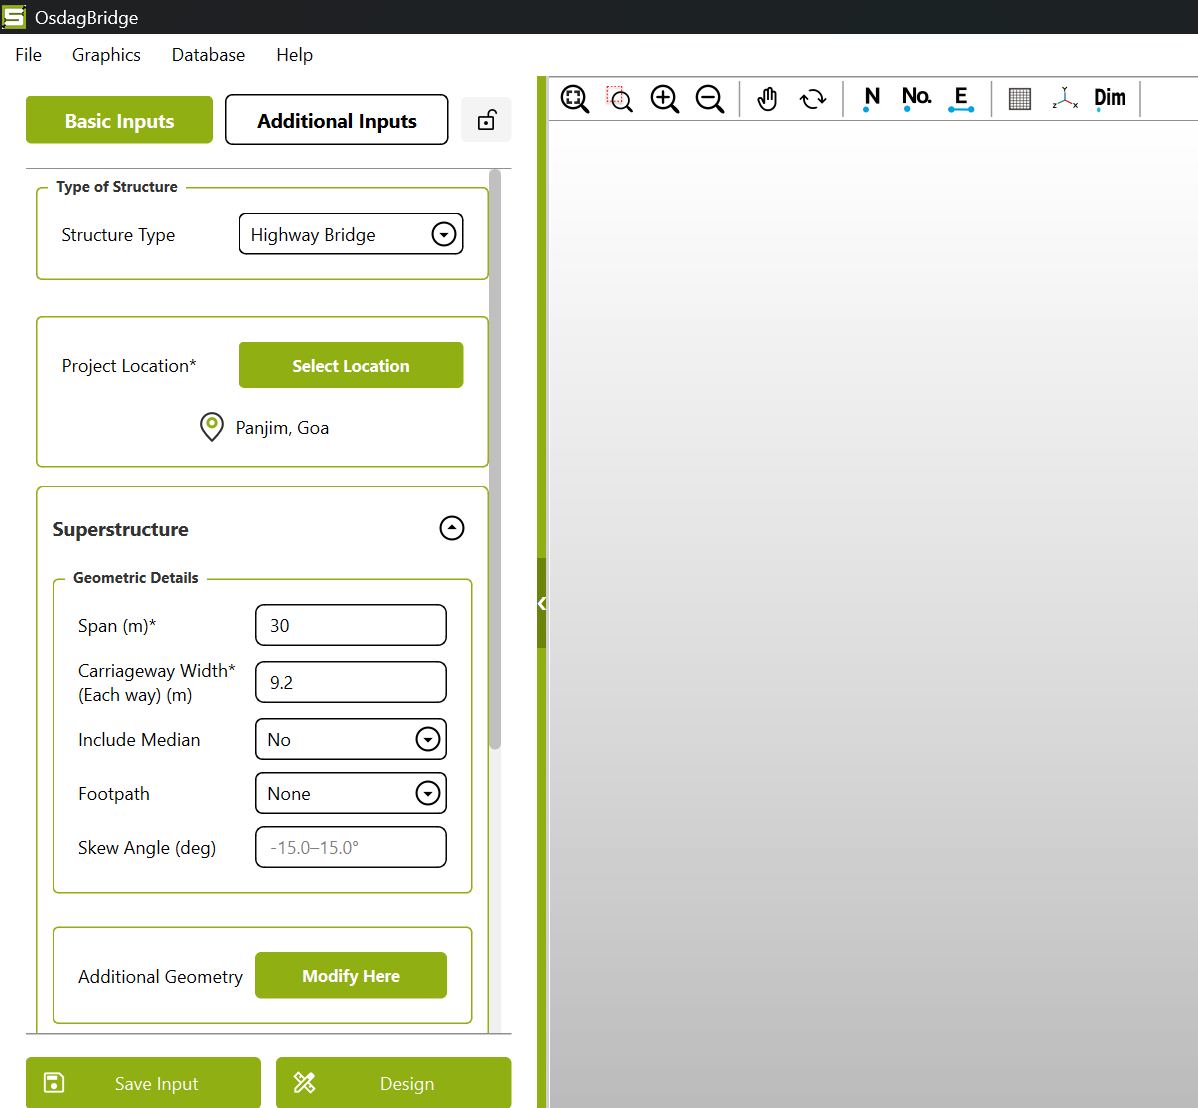 OsdagBridge
File Graphics Database Help
Basic Inputs Additional Inputs
N No. E Dim
Type of Structure
Structure Type Highway Bridge
Project Location* Select Location
Panjim, Goa
Superstructure
Geometric Details
Span (m)* 30
Carriageway Width*
(Each way) (m) 9.2
Include Median No
Footpath None
Skew Angle (deg) -15.0–15.0°
Additional Geometry Modify Here
Save Input Design